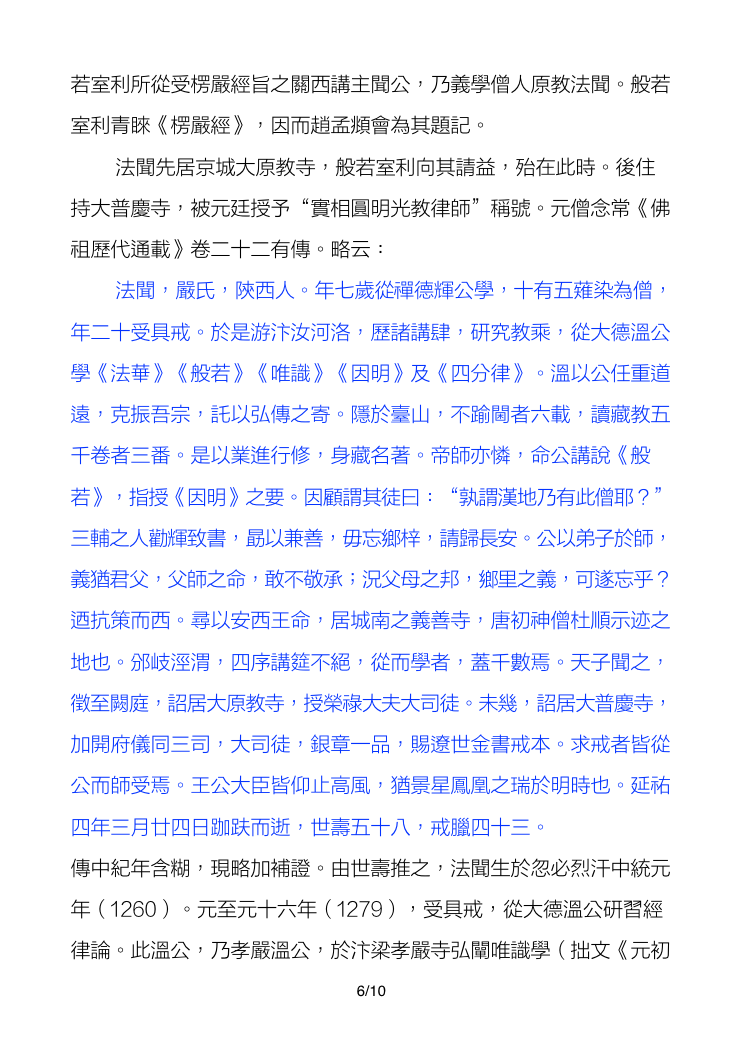 若室利所從受楞嚴經旨之關西講主聞公，乃義學僧人原教法聞。般若
室利青睞《楞嚴經》，因而趙孟頫會為其題記。
法聞先居京城大原教寺，般若室利向其請益，殆在此時。後住
持大普慶寺，被元廷授予“實相圓明光教律師”稱號。元僧念常《佛
祖歷代通載》卷二十二有傳。略云：
法聞，嚴氏，陝西人。年七歲從禪德輝公學，十有五薙染為僧，
年二十受具戒。於是游汴汝河洛，歷諸講肆，研究教乘，從大德溫公
學《法華》《般若》《唯識》《因明》及《四分律》。溫以公任重道
遠，克振吾宗，託以弘傳之寄。隱於臺山，不踰閫者六載，讀藏教五
千卷者三番。是以業進行修，身藏名著。帝師亦憐，命公講說《般
若》，指授《因明》之要。因顧謂其徒曰：“孰謂漢地乃有此僧耶？”
三輔之人勸輝致書，勗以兼善，毋忘鄉梓，請歸長安。公以弟子於師，
義猶君父，父師之命，敢不敬承；況父母之邦，鄉里之義，可遂忘乎？
迺抗策而西。尋以安西王命，居城南之義善寺，唐初神僧杜順示迹之
地也。邠岐涇渭，四序講筵不絕，從而學者，蓋千數焉。天子聞之，
徵至闕庭，詔居大原教寺，授榮祿大夫大司徒。未幾，詔居大普慶寺，
加開府儀同三司，大司徒，銀章一品，賜遼世金書戒本。求戒者皆從
公而師受焉。王公大臣皆仰止高風，猶景星鳳凰之瑞於明時也。延祐
四年三月廿四日跏趺而逝，世壽五十八，戒臘四十三。
傳中紀年含糊，現略加補證。由世壽推之，法聞生於忽必烈汗中統元
年（1260）。元至元十六年（1279），受具戒，從大德溫公研習經
律論。此溫公，乃孝嚴溫公，於汴梁孝嚴寺弘闡唯識學（拙文《元初
6/10